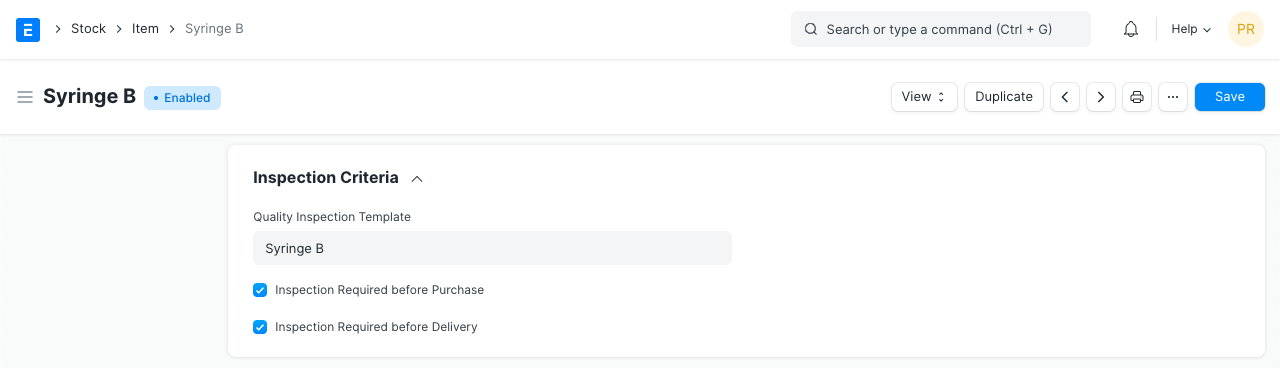 Stock Item Syringe B Search or type a command (Ctrl + G) Help PR
Syringe B Enabled View Duplicate ... Save
Inspection Criteria
Quality Inspection Template
Syringe B
Inspection Required before Purchase
Inspection Required before Delivery